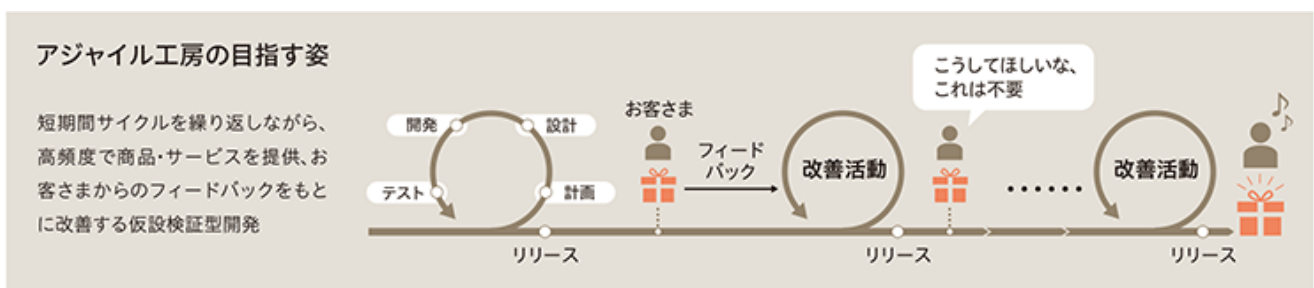 アジャイル工房の目指す姿
短期間サイクルを繰り返しながら、
高頻度で商品・サービスを提供、お
客さまからのフィードバックをもと
に改善する仮設検証型開発
開発
設計
テスト
計画
リリース
お客さま
フィード
バック
改善活動
リリース
こうしてほしいな、
これは不要
改善活動
リリース